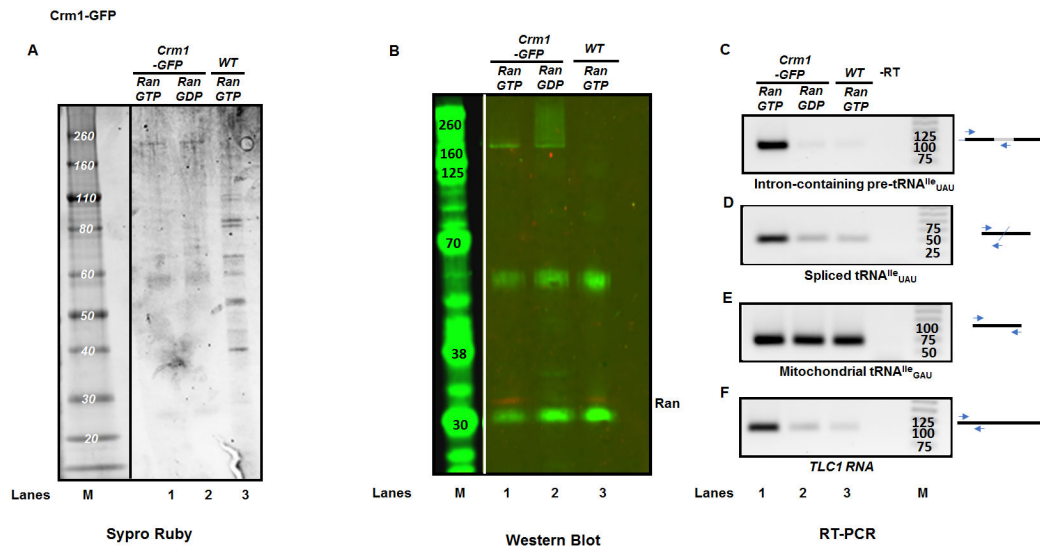 Crm1-GFP
A
Crm1
-GFP
WT
Ran
GTP
Ran
GDP
Ran
GTP
260
160
110
80
60
50
40
30
20
Lanes
M
1
2
3
Sypro Ruby
B
Crm1
-GFP
WT
Ran
GTP
Ran
GDP
Ran
GTP
260
160
125
70
38
30
Ran
Lanes
M
1
2
3
Western Blot
C
Crm1
-GFP
WT
-RT
Ran
GTP
Ran
GDP
Ran
GTP
125
100
75
Intron-containing pre-tRNAIleUAU
D
75
50
25
Spliced tRNAIleUAU
E
100
75
50
Mitochondrial tRNAIleGAU
F
125
100
75
TLC1 RNA
Lanes
1
2
3
M
RT-PCR